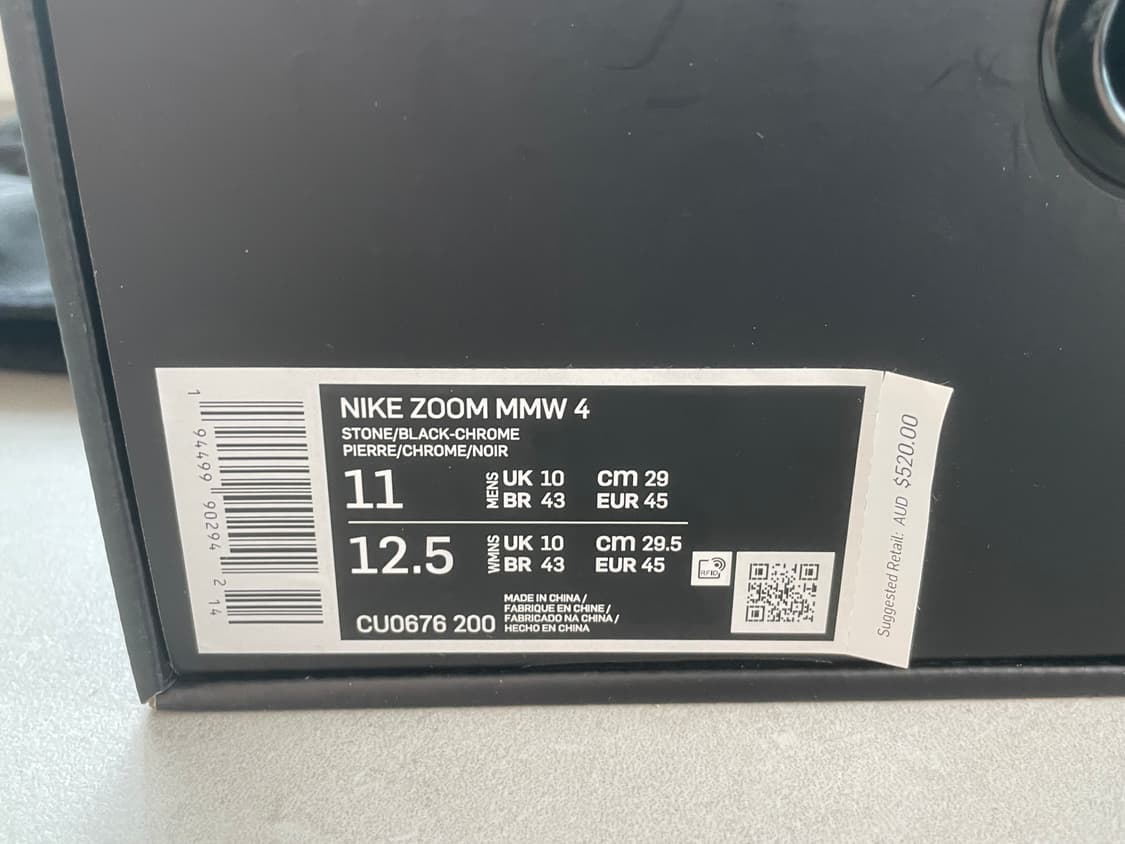 NIKE ZOOM MMW 4
STONE/BLACK-CHROME
PIERRE/CHROME/NOIR
11 MENS UK 10 cm 29
BR 43 EUR 45
12.5 WMNS UK 10 cm 29.5
BR 43 EUR 45
RFID
CU0676 200
MADE IN CHINA /
FABRIQUE EN CHINE /
FABRICADO NA CHINA /
HECHO EN CHINA
1 94499 90294 2 14
Suggested Retail: AUD $520.00